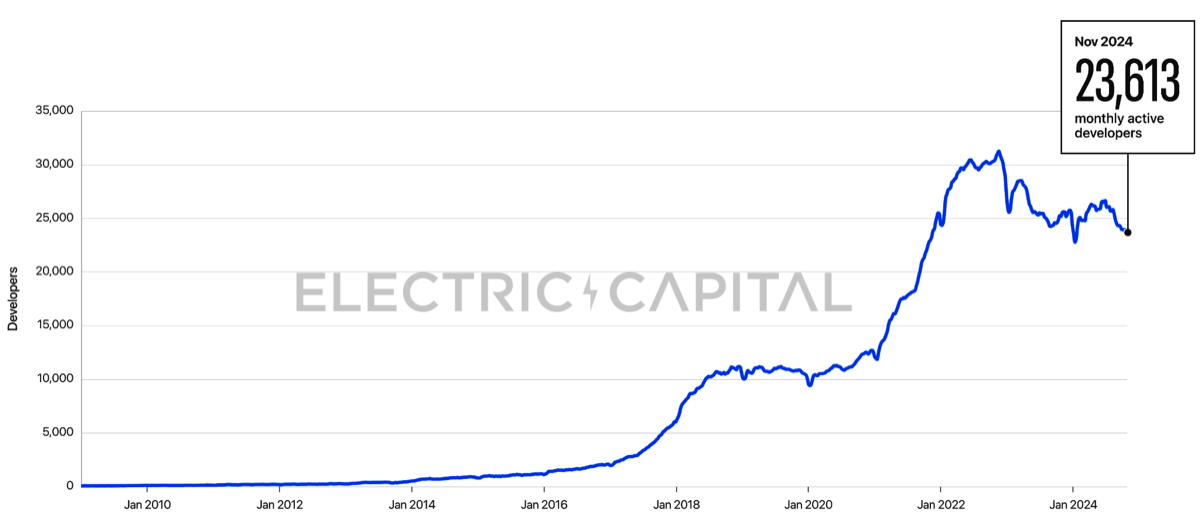 Nov 2024
23,613
monthly active
developers
35,000
30,000
25,000
20,000
15,000
10,000
5,000
0
Developers
ELECTRIC CAPITAL
Jan 2010
Jan 2012
Jan 2014
Jan 2016
Jan 2018
Jan 2020
Jan 2022
Jan 2024